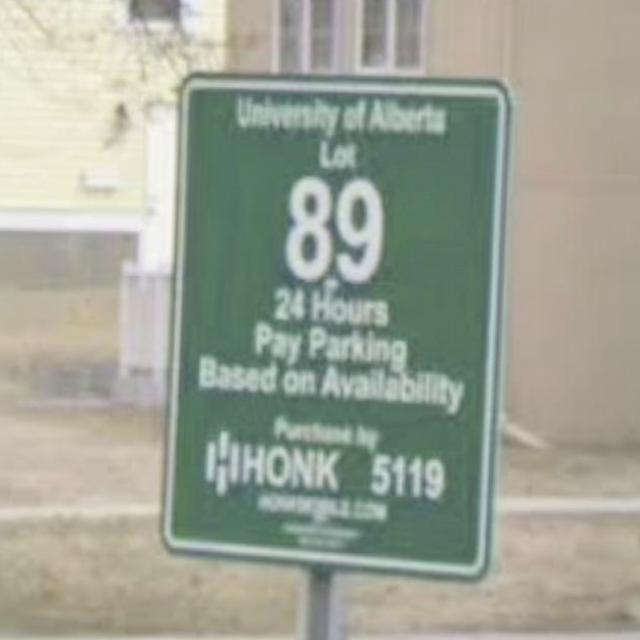 University of Alberta
Lot
89
24 Hours
Pay Parking
Based on Availability
Purchase by
HONK 5119
HONKMOBILE.COM